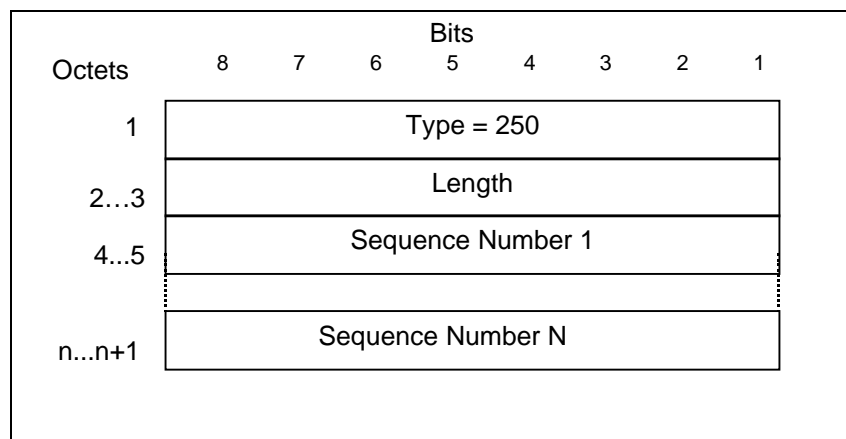 Bits
Octets 8 7 6 5 4 3 2 1
1 Type = 250
2...3 Length
4...5 Sequence Number 1
n...n+1 Sequence Number N